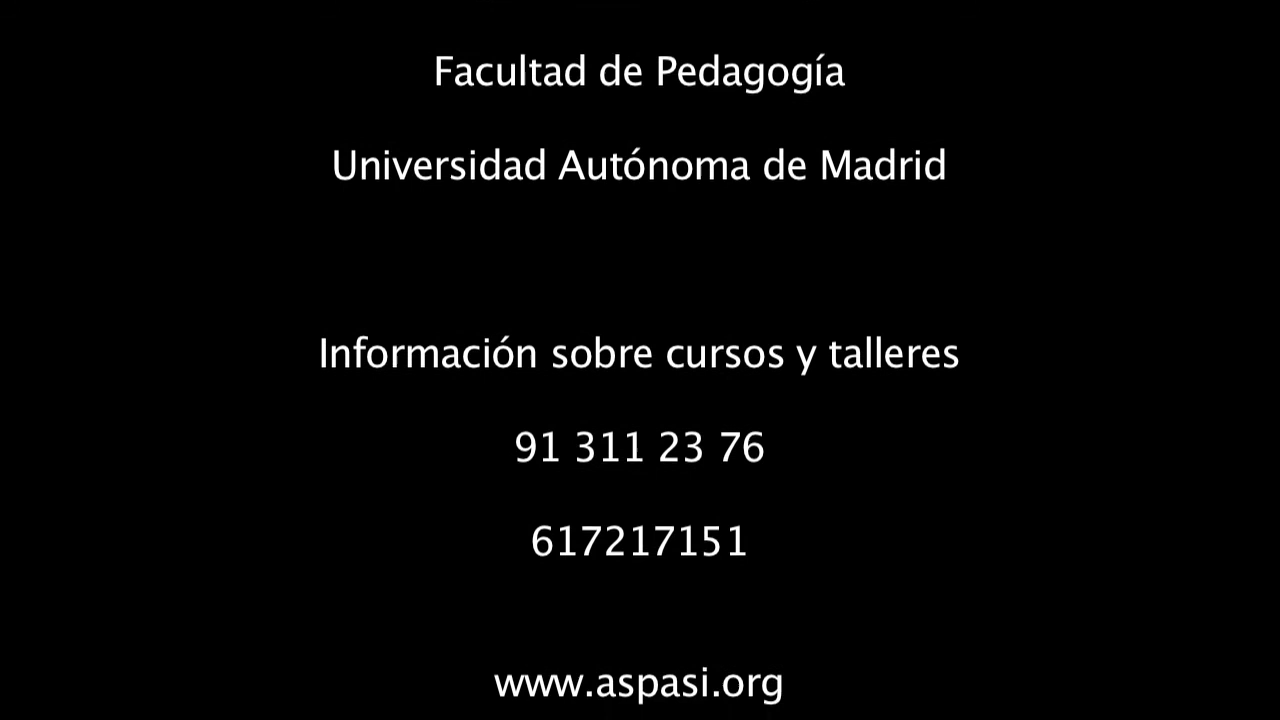 Facultad de Pedagogía
Universidad Autónoma de Madrid
Información sobre cursos y talleres
91 311 23 76
617217151
www.aspasi.org